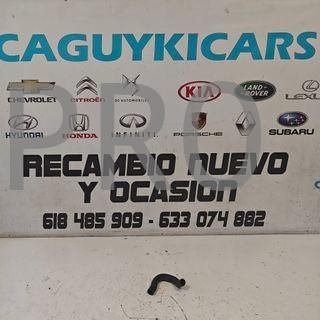 CAGUYKICARS
CHEVROLET CITROËN DS AUTOMOBILES KIA LAND ROVER LEXUS
HYUNDAI HONDA INFINITI PORSCHE SUBARU
RECAMBIO NUEVO
Y OCASION
618 485 909 - 633 074 882
PRO